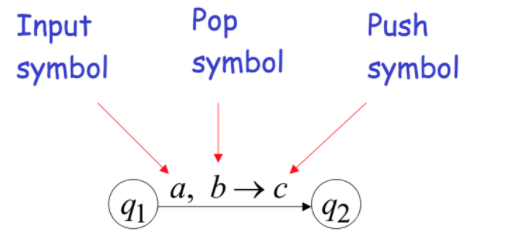 Input symbol
Pop symbol
Push symbol
a, b → c
q₁
q₂